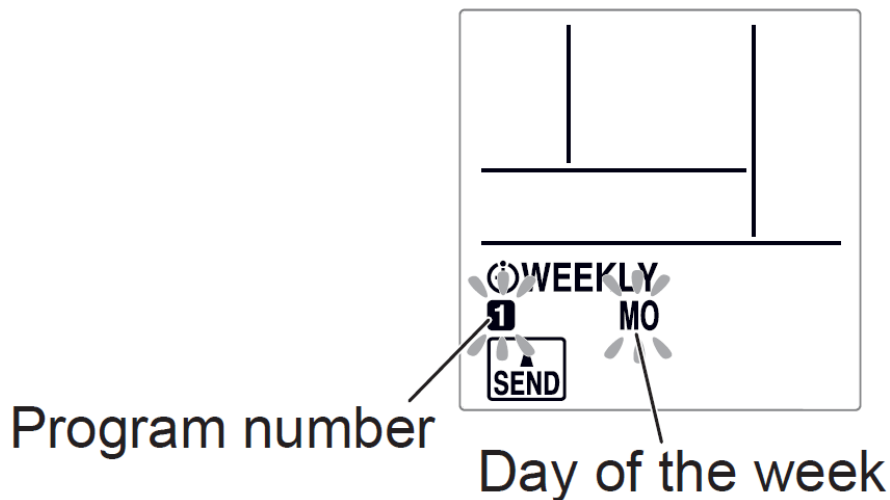 WEEKLY
1 MO
SEND
Program number
Day of the week